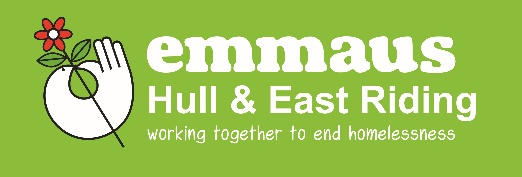 emmaus
Hull & East Riding
working together to end homelessness